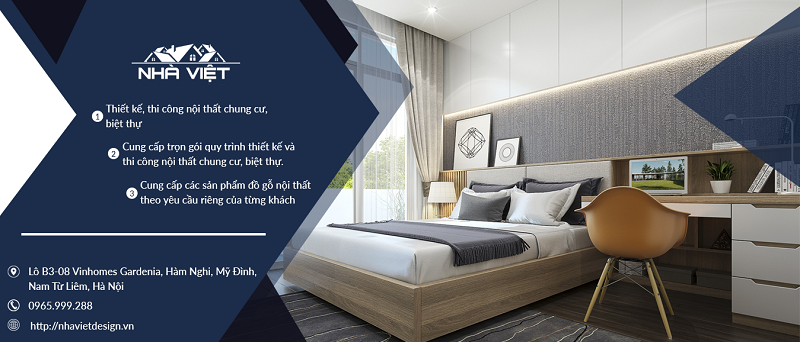 NHÀ VIỆT
1 Thiết kế, thi công nội thất chung cư,
biệt thự
2 Cung cấp trọn gói quy trình thiết kế và
thi công nội thất chung cư, biệt thự.
3 Cung cấp các sản phẩm đồ gỗ nội thất
theo yêu cầu riêng của từng khách
Lô B3-08 Vinhomes Gardenia, Hàm Nghi, Mỹ Đình,
Nam Từ Liêm, Hà Nội
0965.999.288
http://nhavietdesign.vn